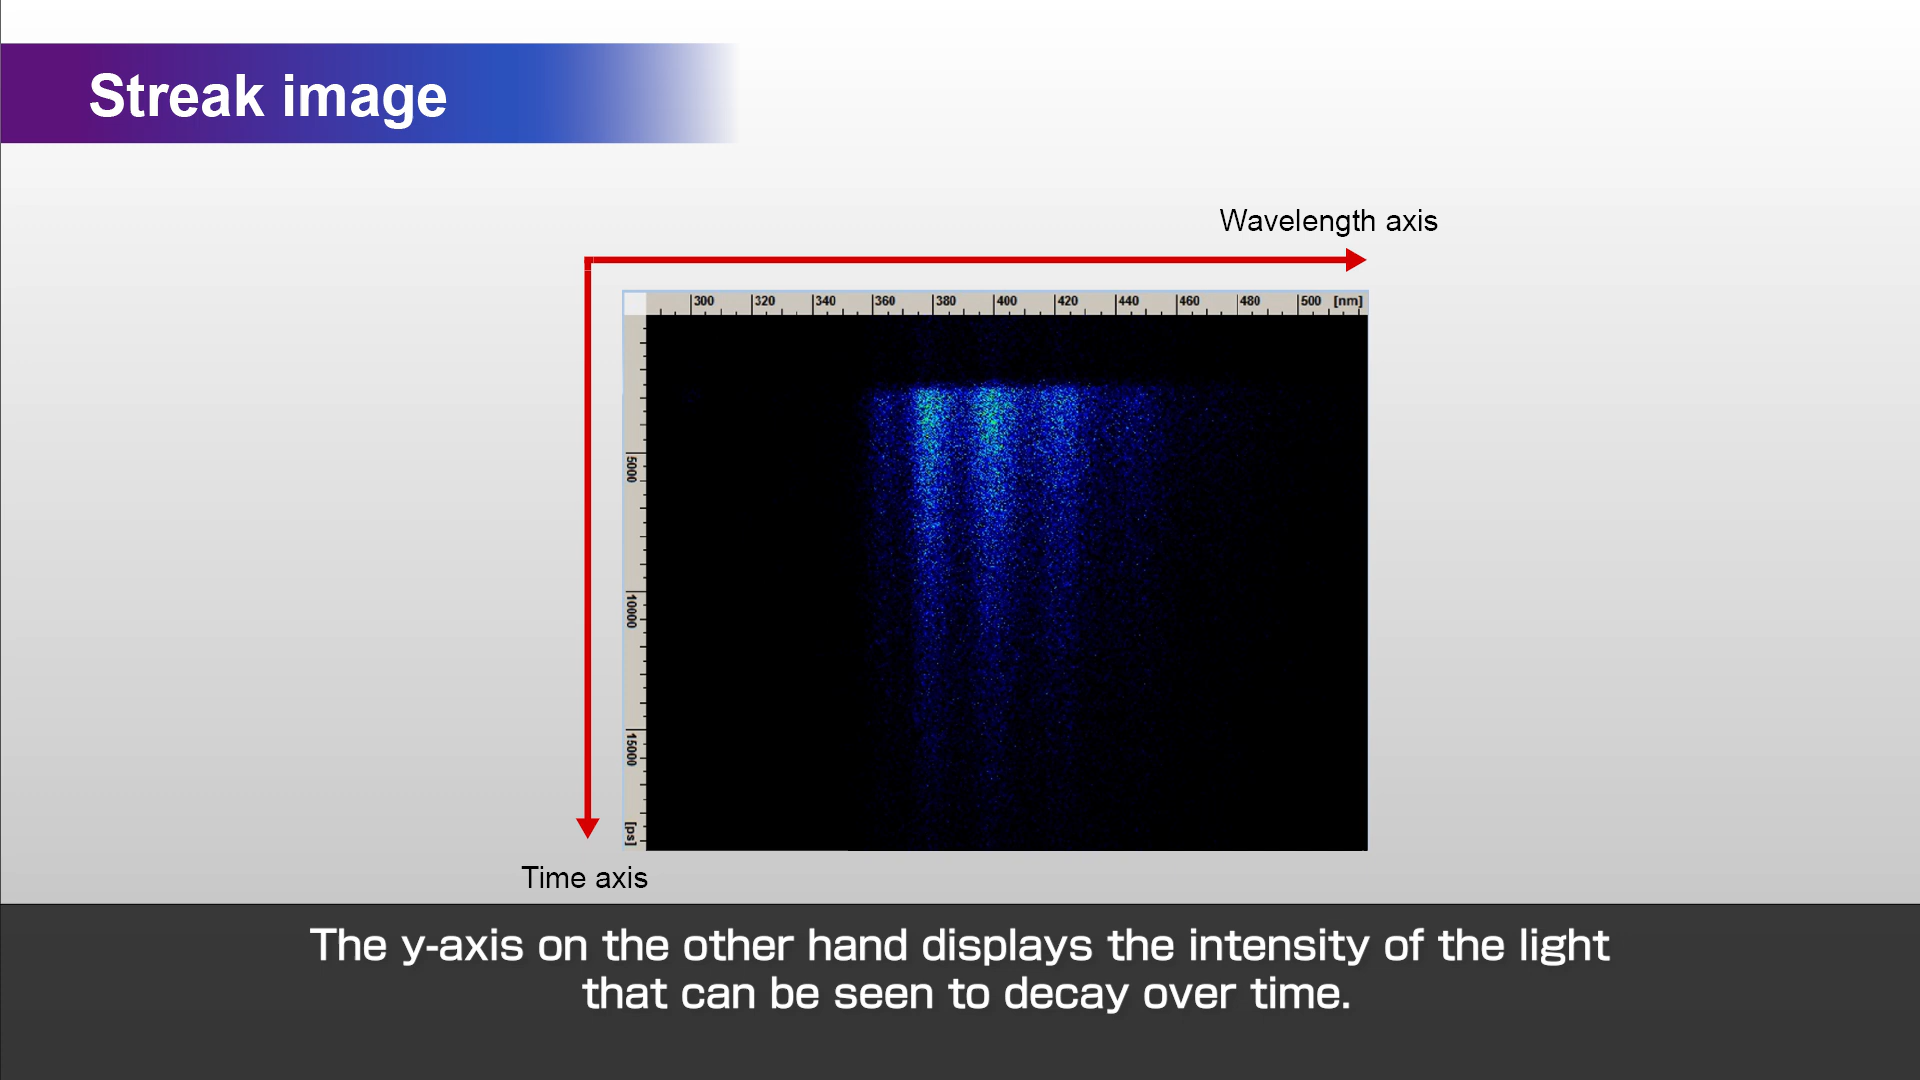 Streak image
Wavelength axis
300 320 340 360 380 400 420 440 460 480 500 [nm]
5000
10000
15000
[ps]
Time axis
The y-axis on the other hand displays the intensity of the light
that can be seen to decay over time.